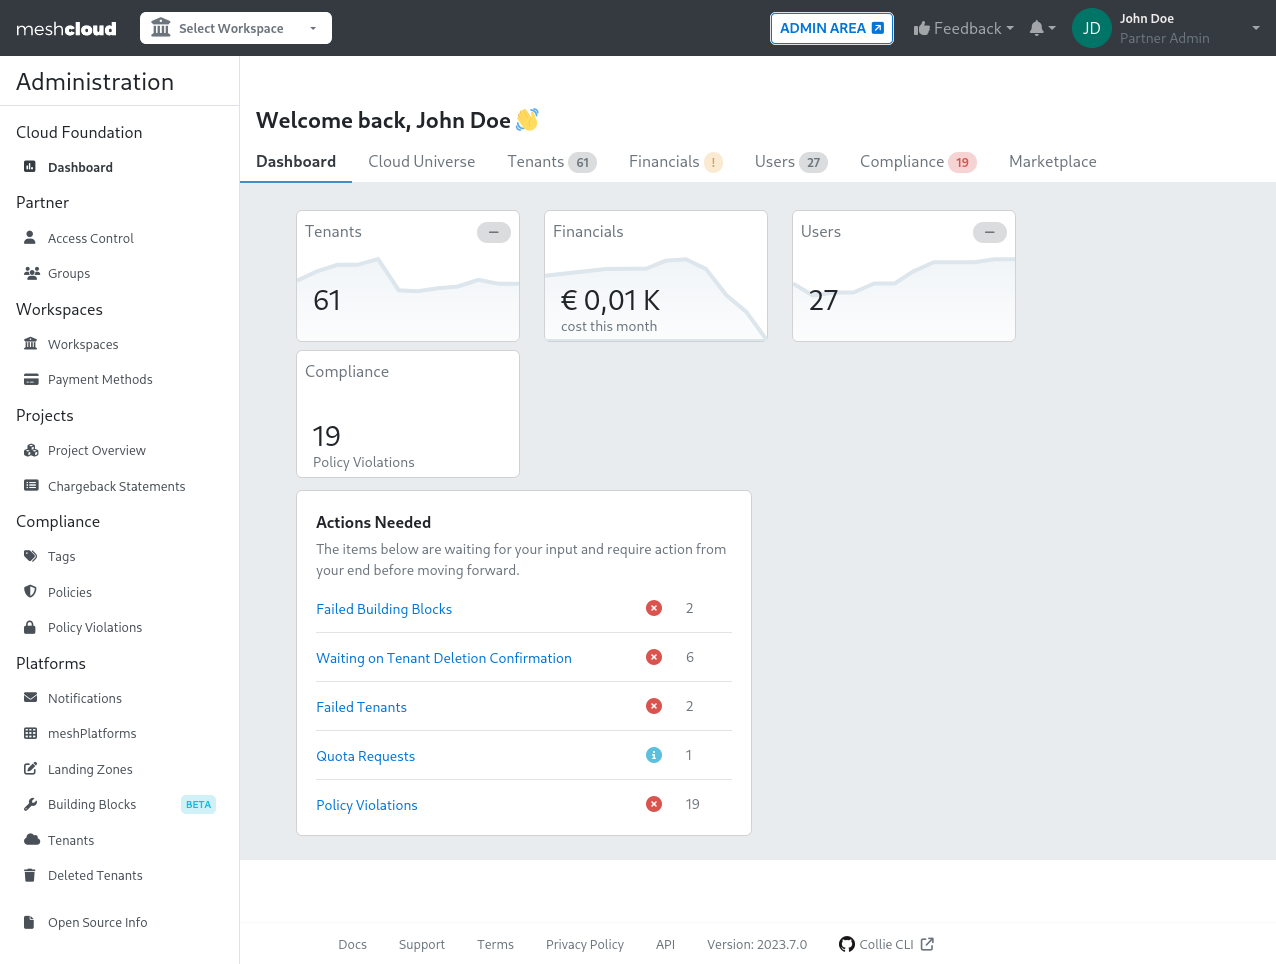 meshcloud
Select Workspace
ADMIN AREA
Feedback
JD
John Doe
Partner Admin
Administration
Cloud Foundation
Dashboard
Partner
Access Control
Groups
Workspaces
Workspaces
Payment Methods
Projects
Project Overview
Chargeback Statements
Compliance
Tags
Policies
Policy Violations
Platforms
Notifications
meshPlatforms
Landing Zones
Building Blocks BETA
Tenants
Deleted Tenants
Open Source Info
Welcome back, John Doe 👋
Dashboard Cloud Universe Tenants 61 Financials ! Users 27 Compliance 19 Marketplace
Tenants –
61
Financials
€ 0,01 K
cost this month
Users –
27
Compliance
19
Policy Violations
Actions Needed
The items below are waiting for your input and require action from
your end before moving forward.
Failed Building Blocks 2
Waiting on Tenant Deletion Confirmation 6
Failed Tenants 2
Quota Requests 1
Policy Violations 19
Docs Support Terms Privacy Policy API Version: 2023.7.0 Collie CLI